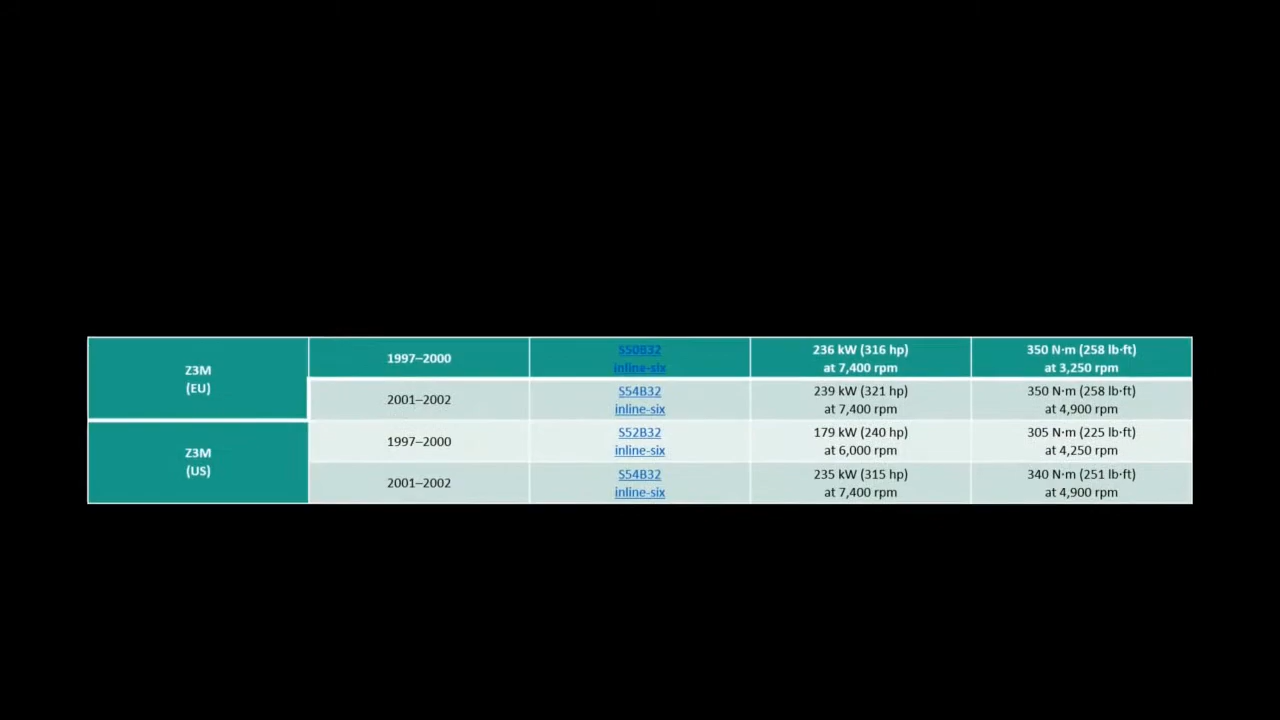 Z3M
(EU)
1997–2000
S50B32
inline-six
236 kW (316 hp)
at 7,400 rpm
350 N·m (258 lb·ft)
at 3,250 rpm
2001–2002
S54B32
inline-six
239 kW (321 hp)
at 7,400 rpm
350 N·m (258 lb·ft)
at 4,900 rpm
Z3M
(US)
1997–2000
S52B32
inline-six
179 kW (240 hp)
at 6,000 rpm
305 N·m (225 lb·ft)
at 4,250 rpm
2001–2002
S54B32
inline-six
235 kW (315 hp)
at 7,400 rpm
340 N·m (251 lb·ft)
at 4,900 rpm